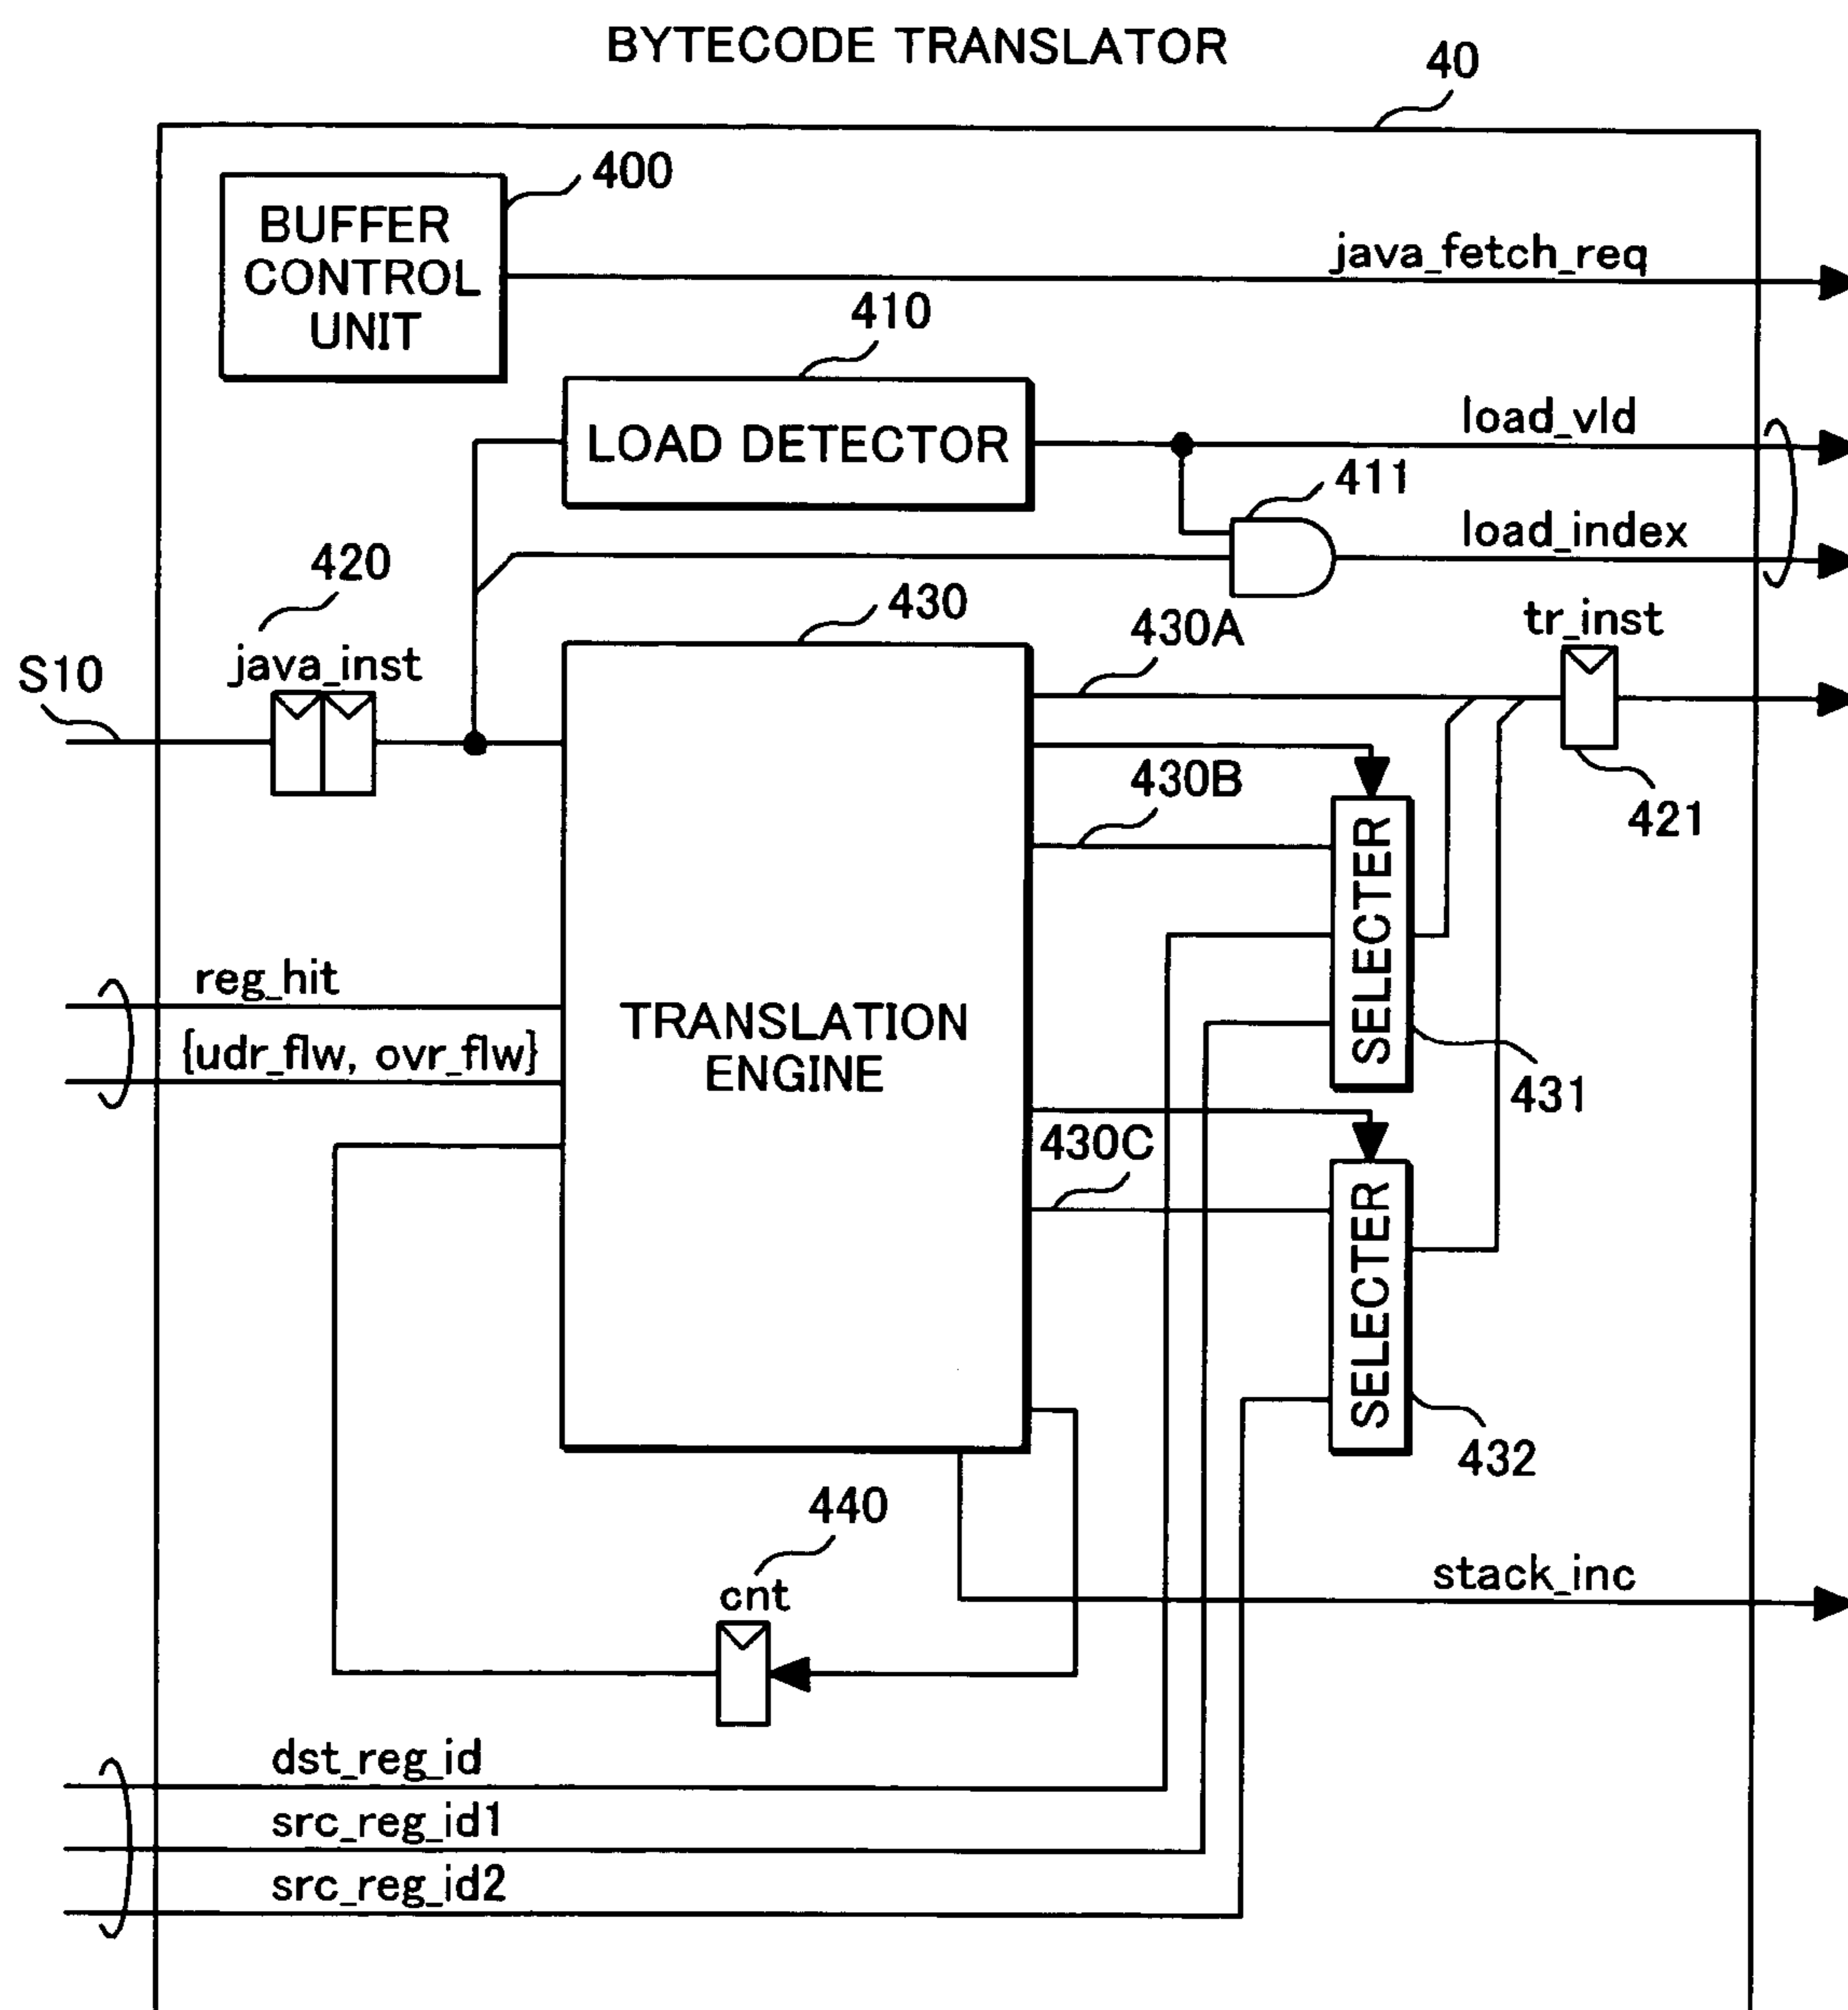 BYTECODE TRANSLATOR
40
400
BUFFER
CONTROL
UNIT
java_fetch_req
410
LOAD DETECTOR
load_vld
411
load_index
420
java_inst
S10
430
430A
tr_inst
421
430B
SELECTER
431
reg_hit
{udr_flw, ovr_flw}
TRANSLATION
ENGINE
430C
SELECTER
432
440
cnt
stack_inc
dst_reg_id
src_reg_id1
src_reg_id2